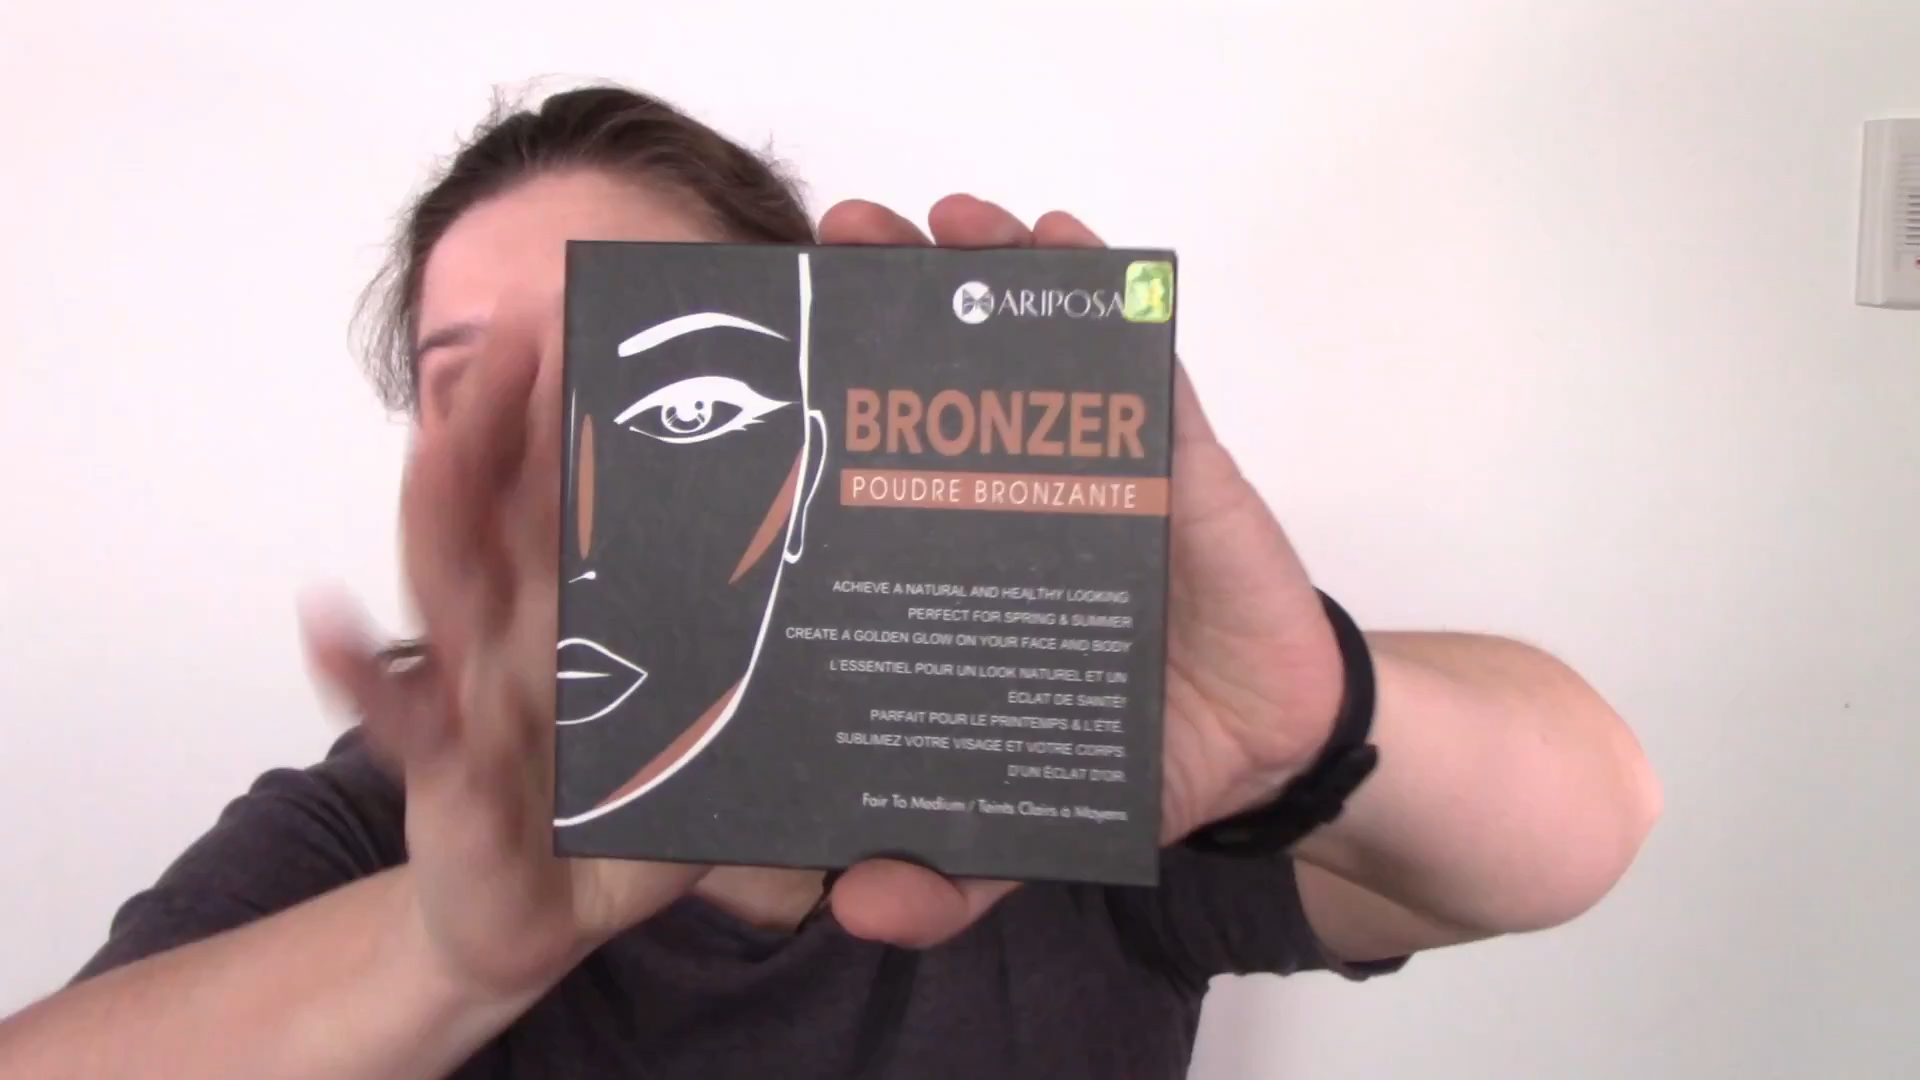 ARIPOSA
BRONZER
POUDRE BRONZANTE
ACHIEVE A NATURAL AND HEALTHY LOOKING
PERFECT FOR SPRING & SUMMER
CREATE A GOLDEN GLOW ON YOUR FACE AND BODY
L'ESSENTIEL POUR UN LOOK NATUREL ET UN
ÉCLAT DE SANTÉ!
PARFAIT POUR LE PRINTEMPS & L'ÉTÉ.
SUBLIMEZ VOTRE VISAGE ET VOTRE CORPS
D'UN ÉCLAT D'OR.
Fair To Medium / Teints Clairs à Moyens